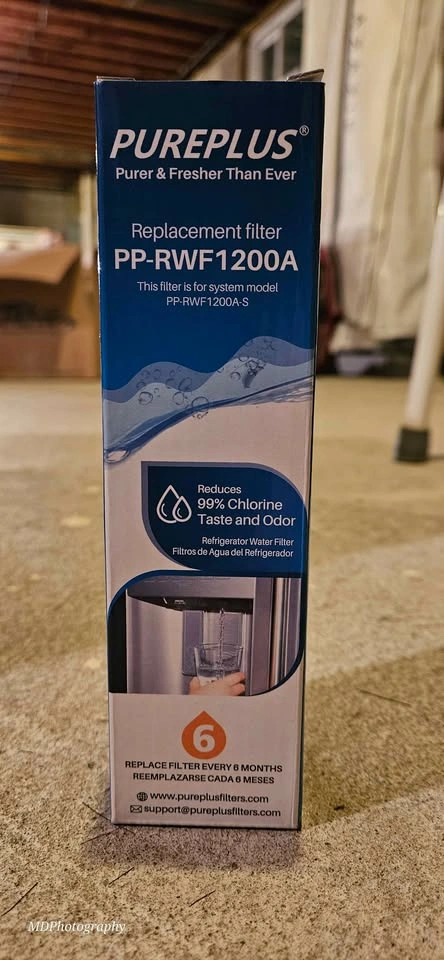 PUREPLUS®
Purer & Fresher Than Ever
Replacement filter
PP-RWF1200A
This filter is for system model
PP-RWF1200A-S
Reduces
99% Chlorine
Taste and Odor
Refrigerator Water Filter
Filtros de Agua del Refrigerador
6
REPLACE FILTER EVERY 6 MONTHS
REEMPLAZARSE CADA 6 MESES
www.pureplusfilters.com
support@pureplusfilters.com
MDPhotography